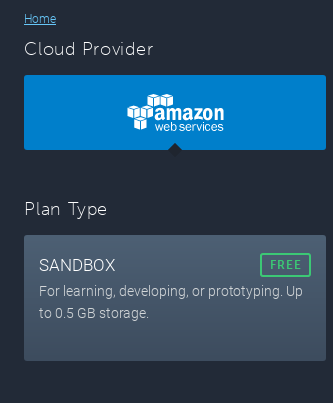 Home
Cloud Provider
amazon
web services
Plan Type
SANDBOX
FREE
For learning, developing, or prototyping. Up
to 0.5 GB storage.